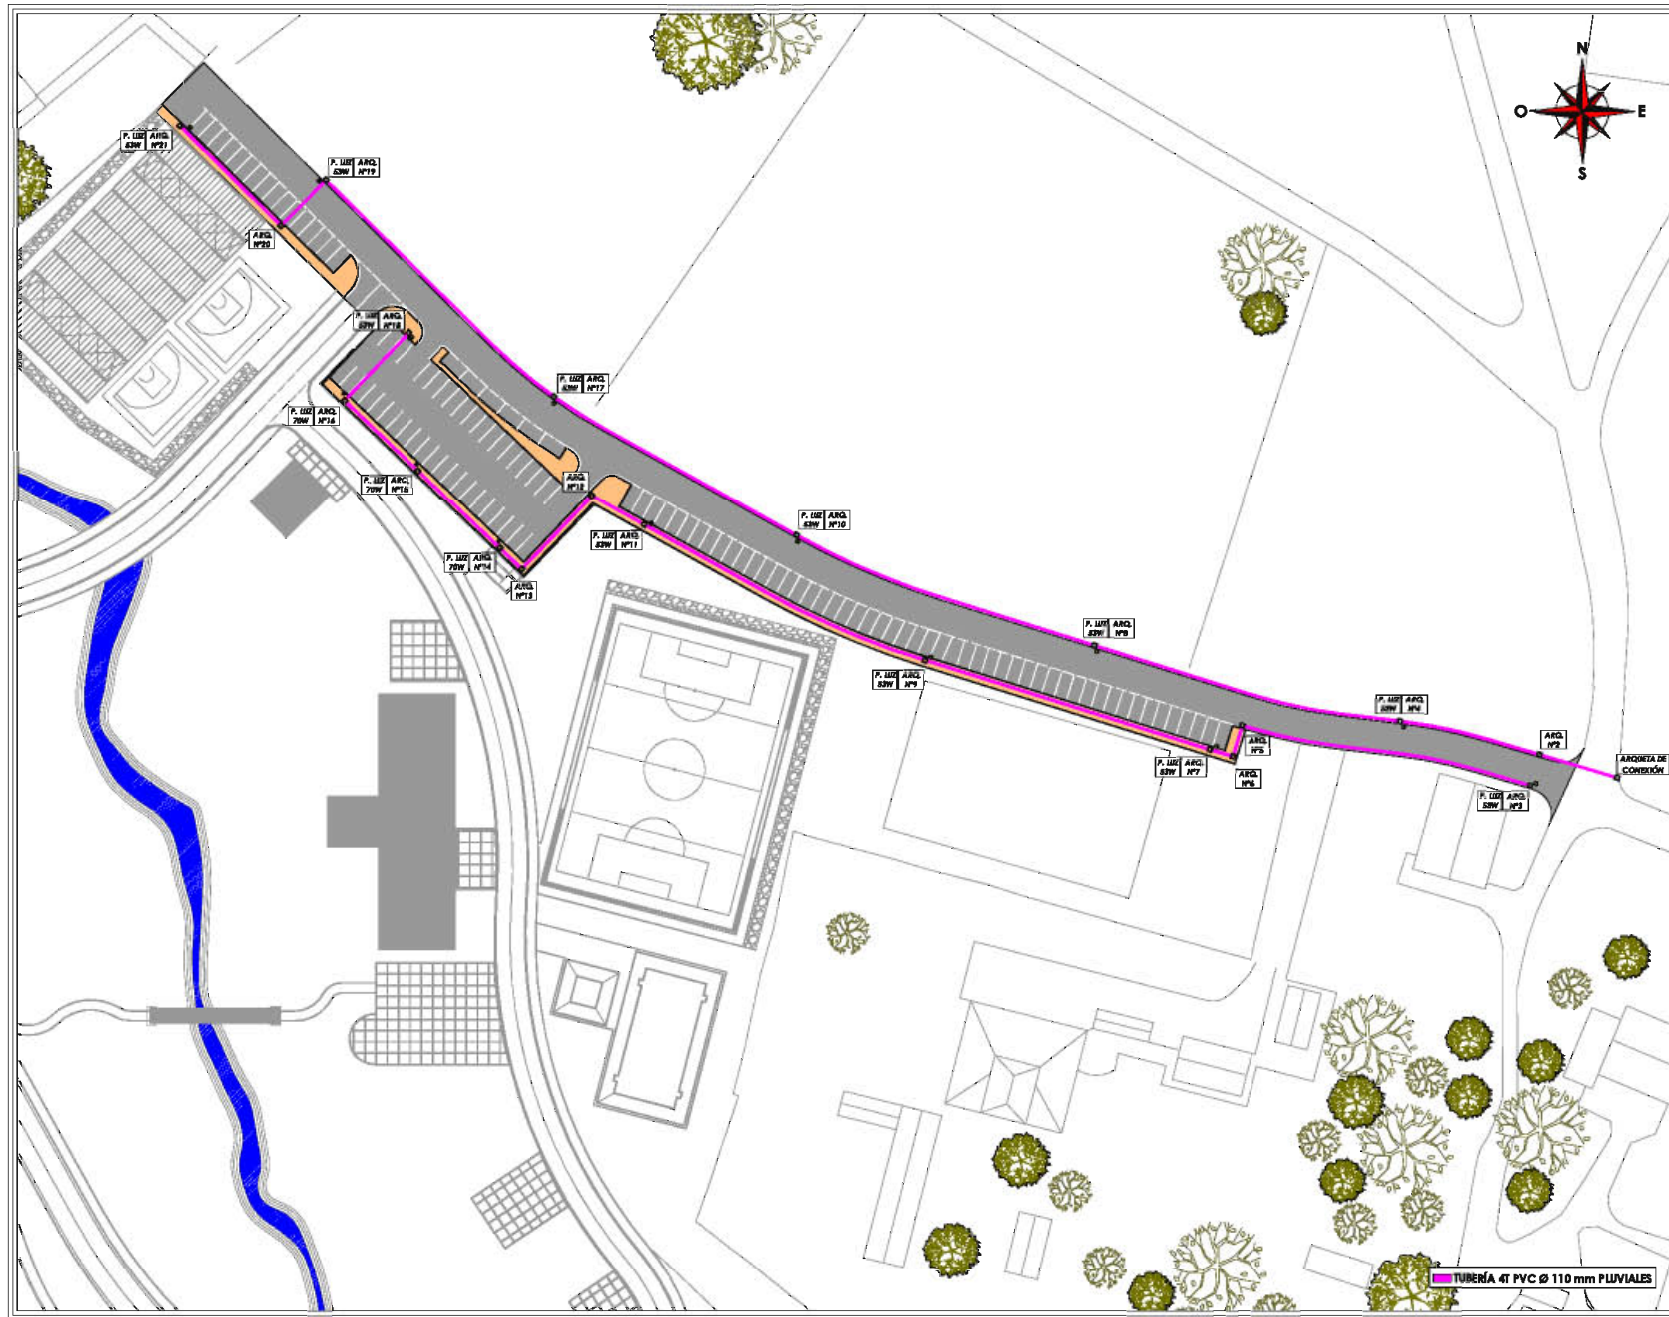 N
O
E
S
P. LUZ ARQ.
53W Nº21
P. LUZ ARQ.
53W Nº19
ARQ.
Nº20
P. LUZ ARQ.
53W Nº18
P. LUZ ARQ.
53W Nº17
P. LUZ ARQ.
70W Nº16
P. LUZ ARQ.
70W
ARQ.
Nº12
P. LUZ ARQ.
53W Nº11
P. LUZ ARQ.
53W Nº10
P. LUZ ARQ.
70W Nº14
ARQ.
Nº13
P. LUZ ARQ.
53W Nº8
P. LUZ ARQ.
53W Nº9
P. LUZ ARQ.
53W Nº4
ARQ.
Nº5
ARQ.
Nº2
P. LUZ ARQ.
53W Nº7
ARQ.
Nº6
ARQUETA DE
CONEXIÓN
P. LUZ ARQ.
53W Nº3
TUBERÍA 4T PVC Ø 110 mm PLUVIALES